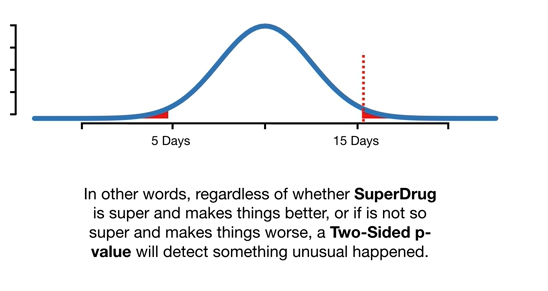 5 Days 15 Days
In other words, regardless of whether SuperDrug
is super and makes things better, or if is not so
super and makes things worse, a Two-Sided p-
value will detect something unusual happened.